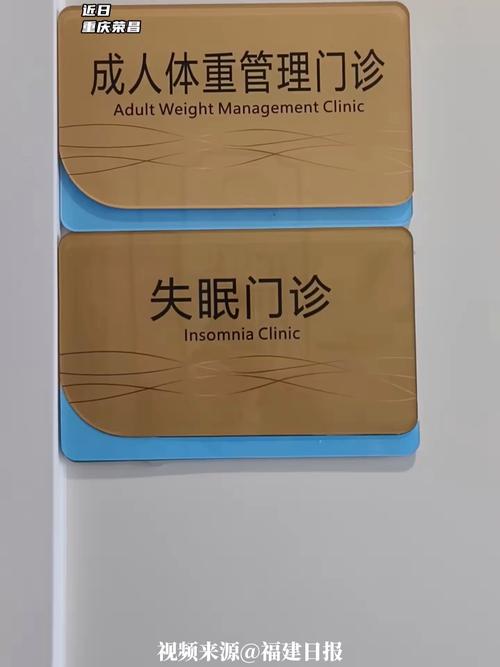 近日
重庆荣昌
成人体重管理门诊
Adult Weight Management Clinic
失眠门诊
Insomnia Clinic
视频来源@福建日报